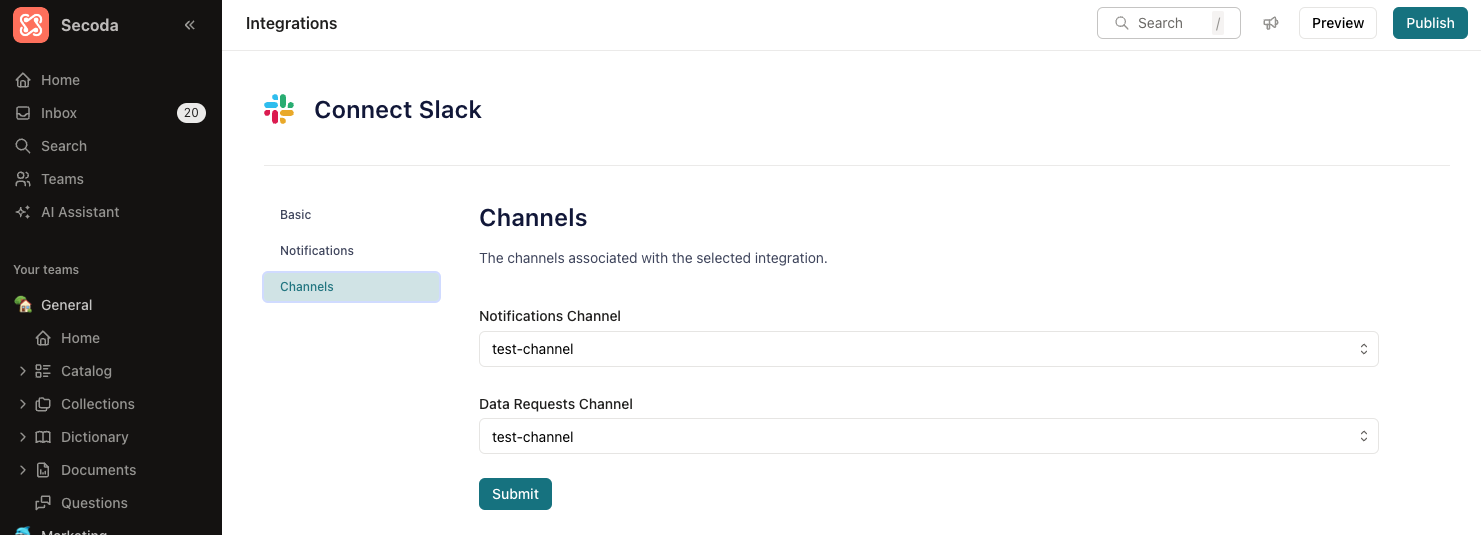 Secoda
Home
Inbox 20
Search
Teams
AI Assistant
Your teams
General
Home
Catalog
Collections
Dictionary
Documents
Questions
Marketing
Integrations
Search /
Preview
Publish
Connect Slack
Basic
Notifications
Channels
Channels
The channels associated with the selected integration.
Notifications Channel
test-channel
Data Requests Channel
test-channel
Submit